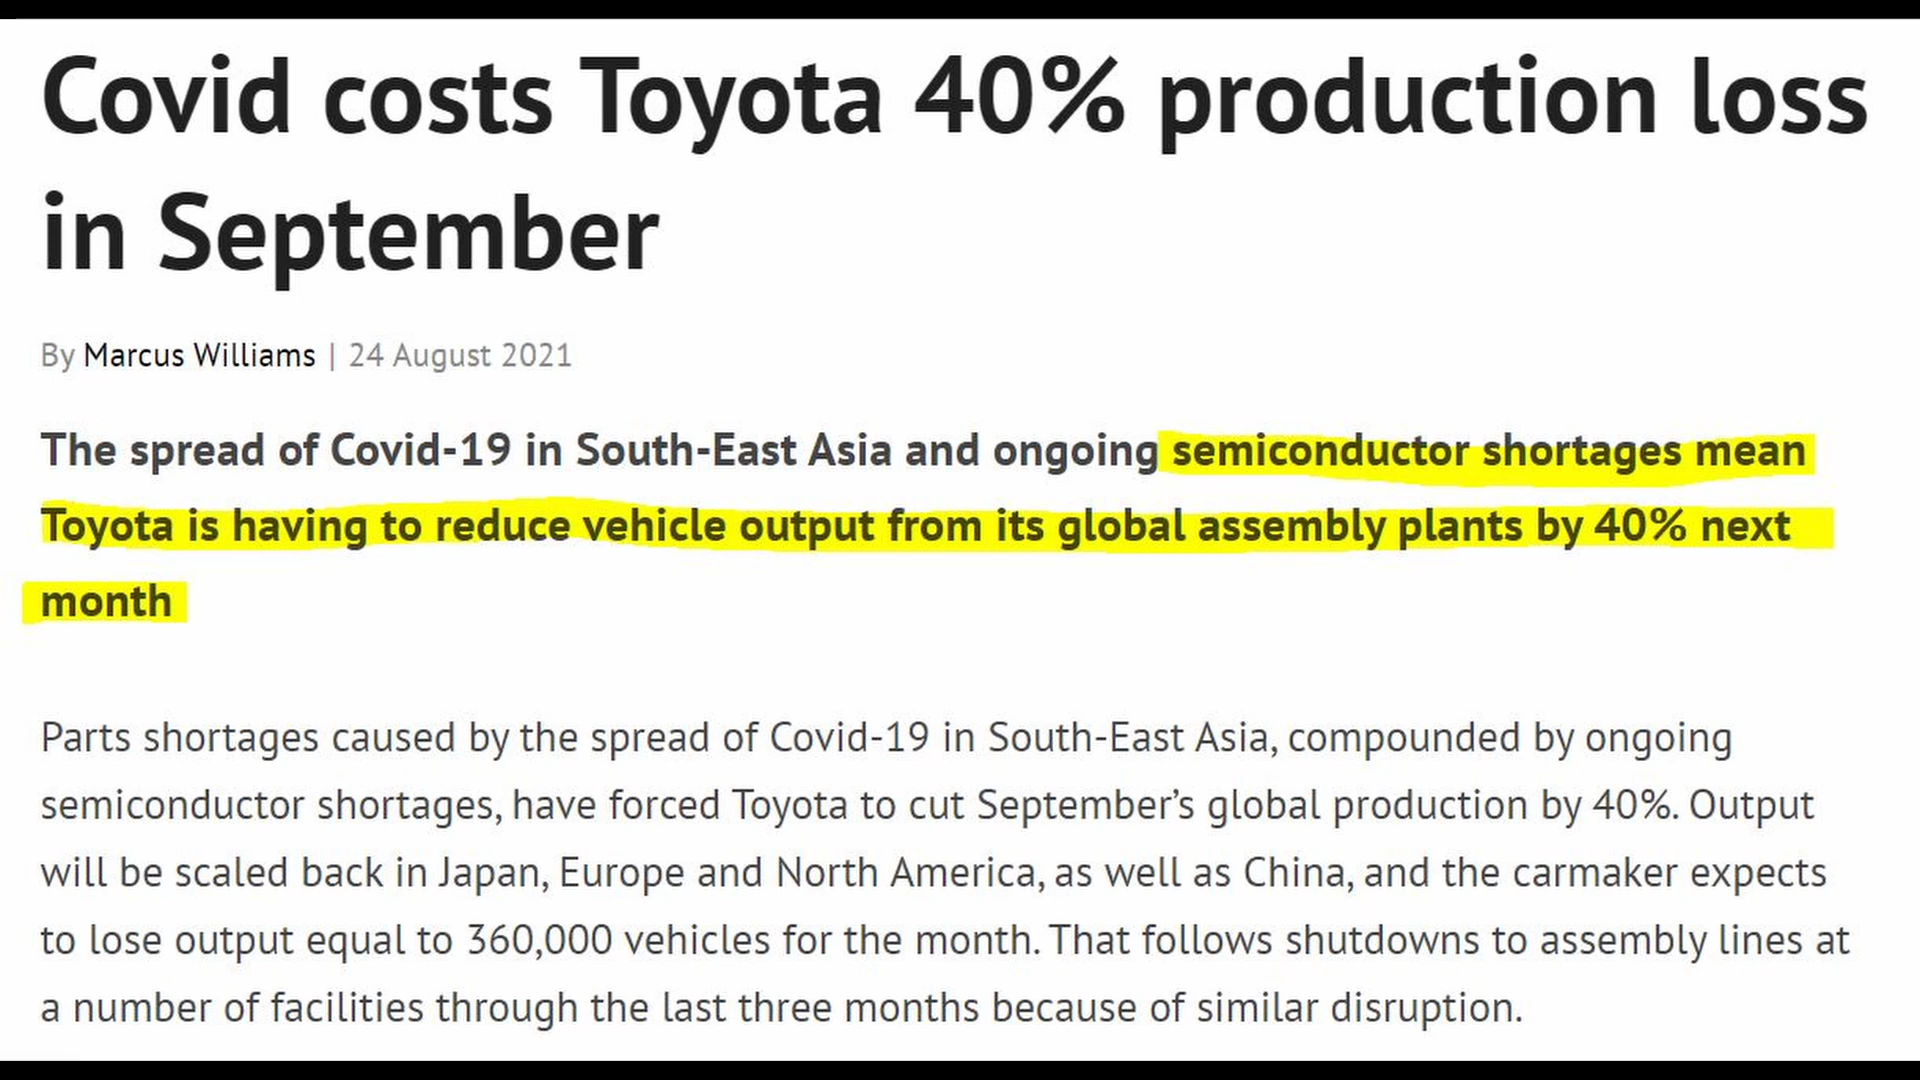 Covid costs Toyota 40% production loss
in September
By Marcus Williams | 24 August 2021
The spread of Covid-19 in South-East Asia and ongoing semiconductor shortages mean
Toyota is having to reduce vehicle output from its global assembly plants by 40% next
month
Parts shortages caused by the spread of Covid-19 in South-East Asia, compounded by ongoing
semiconductor shortages, have forced Toyota to cut September’s global production by 40%. Output
will be scaled back in Japan, Europe and North America, as well as China, and the carmaker expects
to lose output equal to 360,000 vehicles for the month. That follows shutdowns to assembly lines at
a number of facilities through the last three months because of similar disruption.